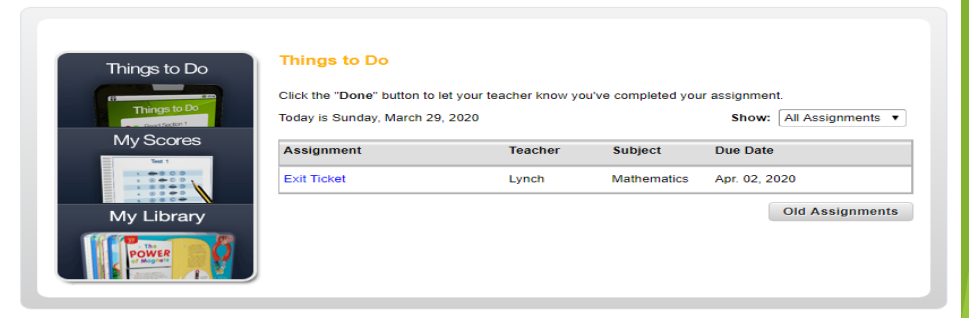 Things to Do
Things to Do
My Scores
Test 1
My Library
The
POWER
of Magnets
Things to Do
Click the "Done" button to let your teacher know you've completed your assignment.
Today is Sunday, March 29, 2020 Show: All Assignments
Assignment Teacher Subject Due Date
Exit Ticket Lynch Mathematics Apr. 02, 2020
Old Assignments